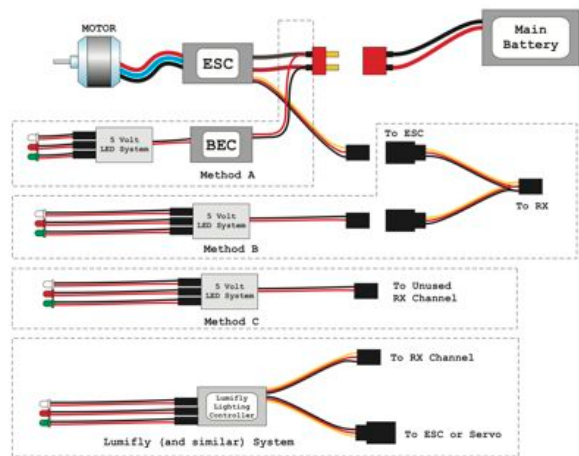 MOTOR
ESC
Main
Battery
5 Volt
LED System
BEC
Method A
To ESC
To RX
5 Volt
LED System
Method B
5 Volt
LED System
To Unused
RX Channel
Method C
Lumifly
Lighting
Controller
To RX Channel
To ESC or Servo
Lumifly (and similar) System